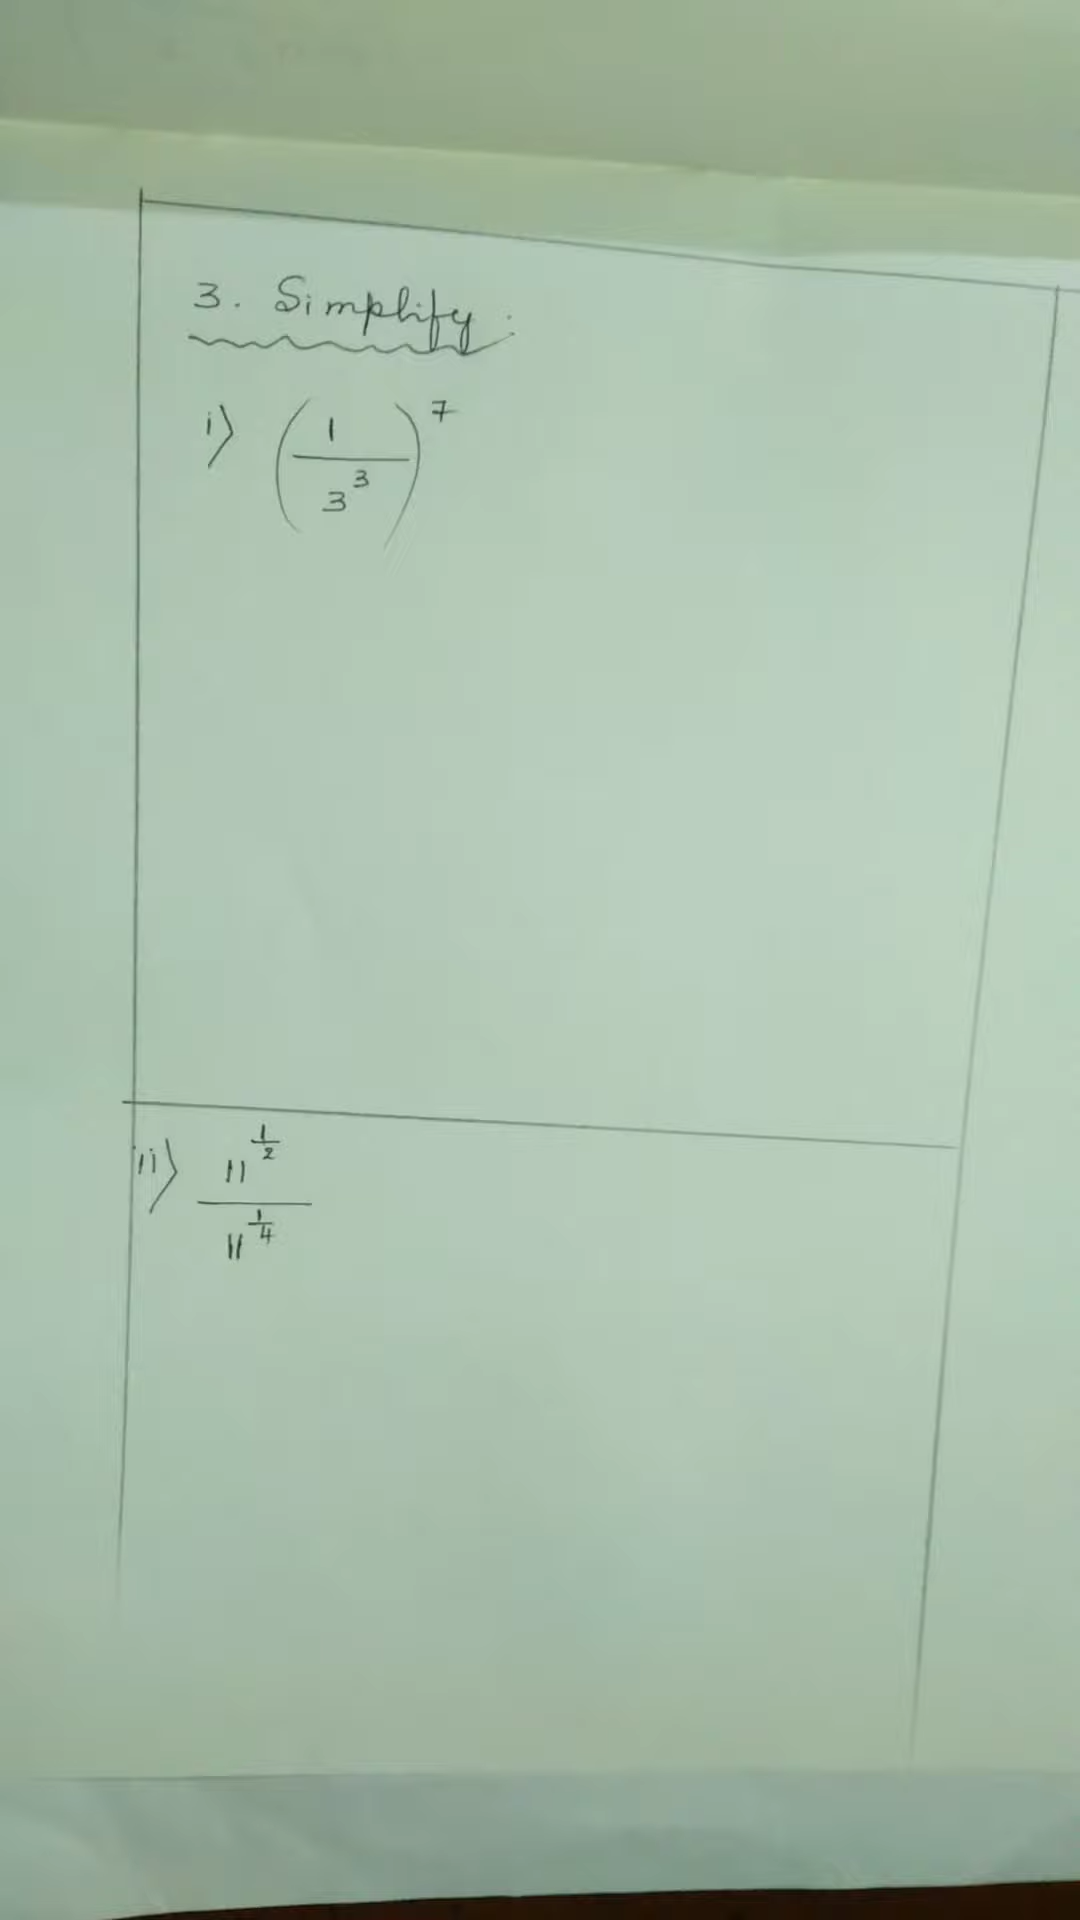 3. Simplify:
i) (1/3^3)^7
ii) 11^(1/2) / 11^(1/4)